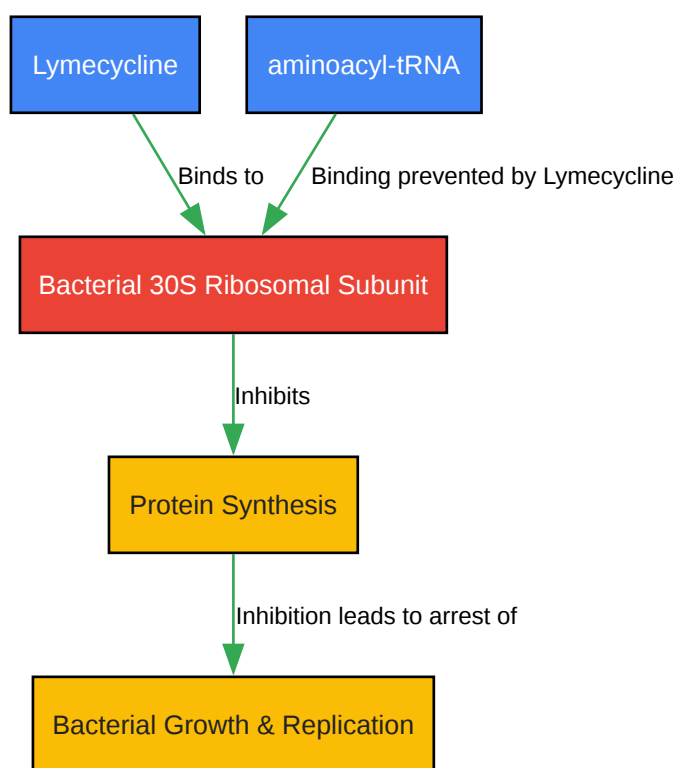 Lymecycline
aminoacyl-tRNA
Binds to
Binding prevented by Lymecycline
Bacterial 30S Ribosomal Subunit
Inhibits
Protein Synthesis
Inhibition leads to arrest of
Bacterial Growth & Replication